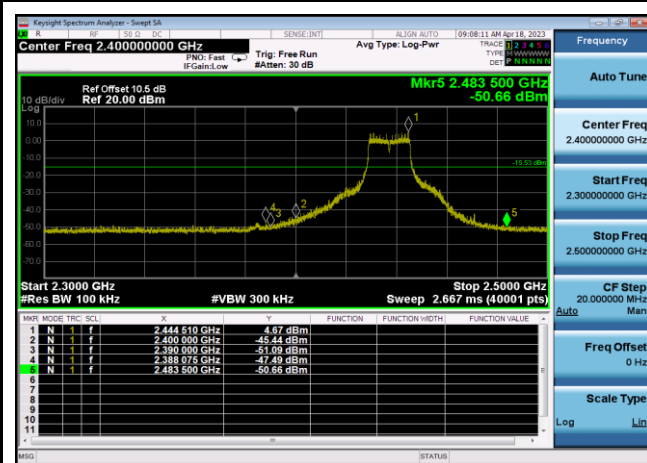 Keysight Spectrum Analyzer - Swept SA
R RF 50 Ω DC SENSE:INT ALIGN AUTO 09:08:11 AM Apr 18, 2023
Center Freq 2.400000000 GHz
PNO: Fast
IFGain:Low
Trig: Free Run
#Atten: 30 dB
Avg Type: Log-Pwr
TRACE 1 2 3 4 5 6
TYPE M W W W W W
DET P N N N N N
Ref Offset 10.5 dB
Ref 20.00 dBm
10 dB/div
Log
Mkr5 2.483 500 GHz
-50.66 dBm
10.0
0.00
-10.0
-20.0
-30.0
-40.0
-50.0
-60.0
-70.0
1
-15.53 dBm
2
4
3
5
Start 2.3000 GHz Stop 2.5000 GHz
#Res BW 100 kHz #VBW 300 kHz Sweep 2.667 ms (40001 pts)
MKR MODE TRC SCL X Y FUNCTION FUNCTION WIDTH FUNCTION VALUE
1 N 1 f 2.444 510 GHz 4.67 dBm
2 N 1 f 2.400 000 GHz -45.44 dBm
3 N 1 f 2.390 000 GHz -51.09 dBm
4 N 1 f 2.388 075 GHz -47.49 dBm
5 N 1 f 2.483 500 GHz -50.66 dBm
6
7
8
9
10
11
MSG STATUS
Frequency
Auto Tune
Center Freq
2.400000000 GHz
Start Freq
2.300000000 GHz
Stop Freq
2.500000000 GHz
CF Step
20.000000 MHz
Auto Man
Freq Offset
0 Hz
Scale Type
Log Lin